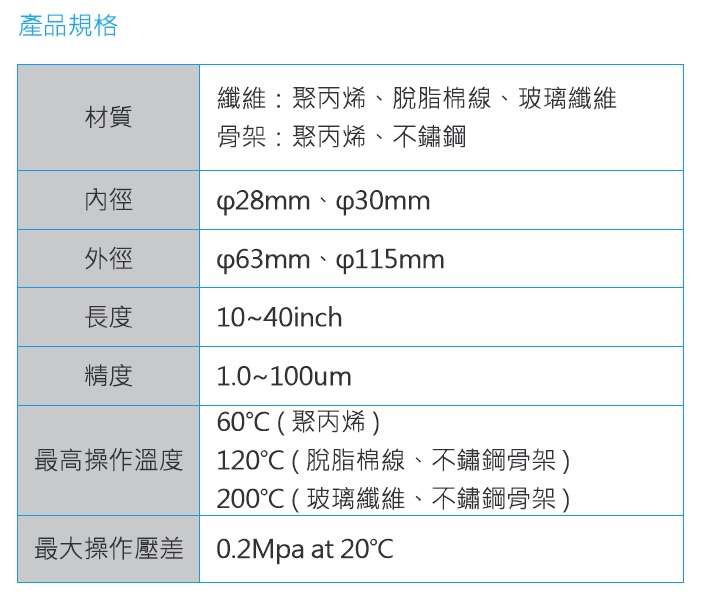 產品規格
材質
纖維：聚丙烯、脫脂棉線、玻璃纖維
骨架：聚丙烯、不鏽鋼
內徑
φ28mm、φ30mm
外徑
φ63mm、φ115mm
長度
10~40inch
精度
1.0~100um
最高操作溫度
60℃ ( 聚丙烯 )
120℃ ( 脫脂棉線、不鏽鋼骨架 )
200℃ ( 玻璃纖維、不鏽鋼骨架 )
最大操作壓差
0.2Mpa at 20℃